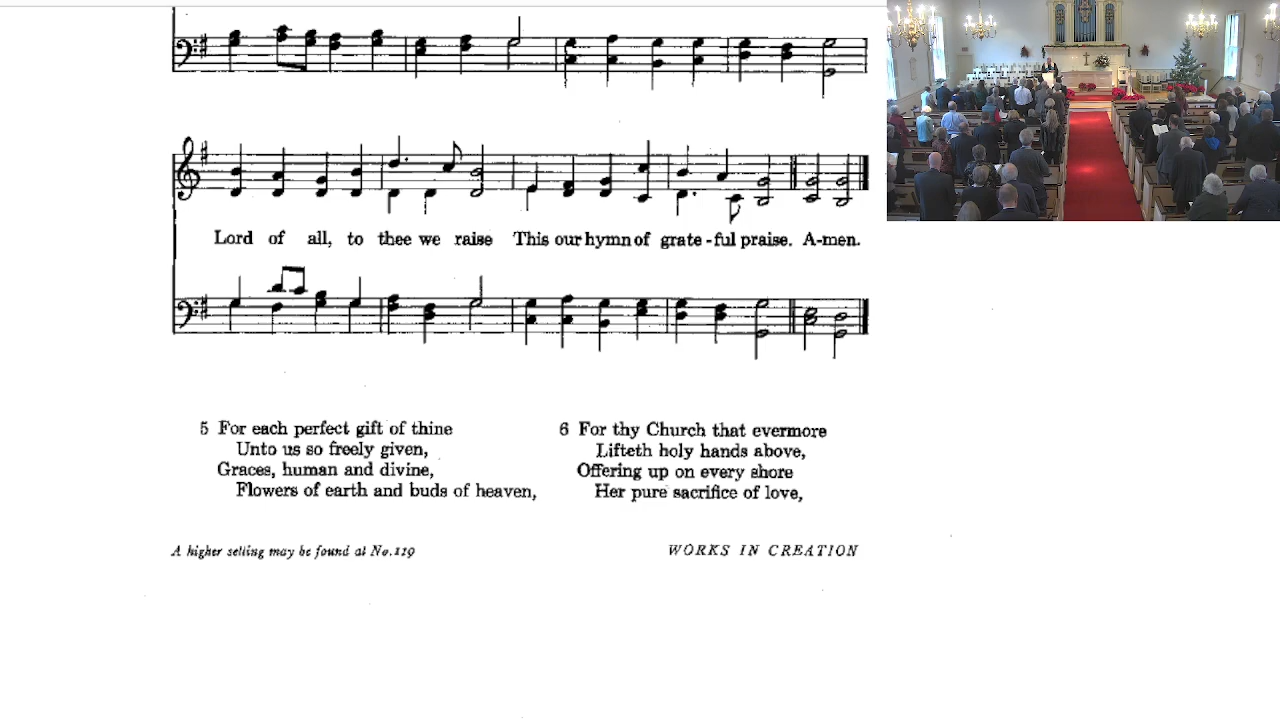 Lord of all, to thee we raise This our hymn of grate - ful praise. A-men.
5 For each perfect gift of thine
Unto us so freely given,
Graces, human and divine,
Flowers of earth and buds of heaven,
6 For thy Church that evermore
Lifteth holy hands above,
Offering up on every shore
Her pure sacrifice of love,
A higher setting may be found at No. 119
WORKS IN CREATION